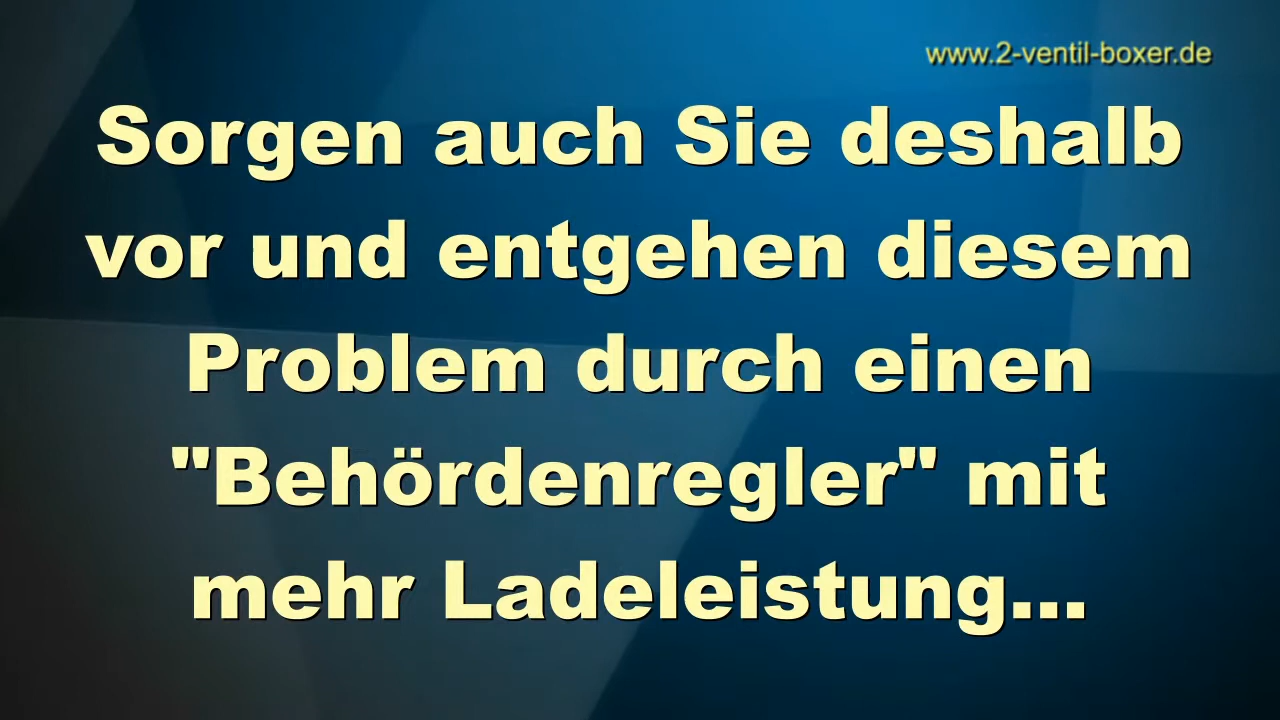 www.2-ventil-boxer.de
Sorgen auch Sie deshalb
vor und entgehen diesem
Problem durch einen
"Behördenregler" mit
mehr Ladeleistung...